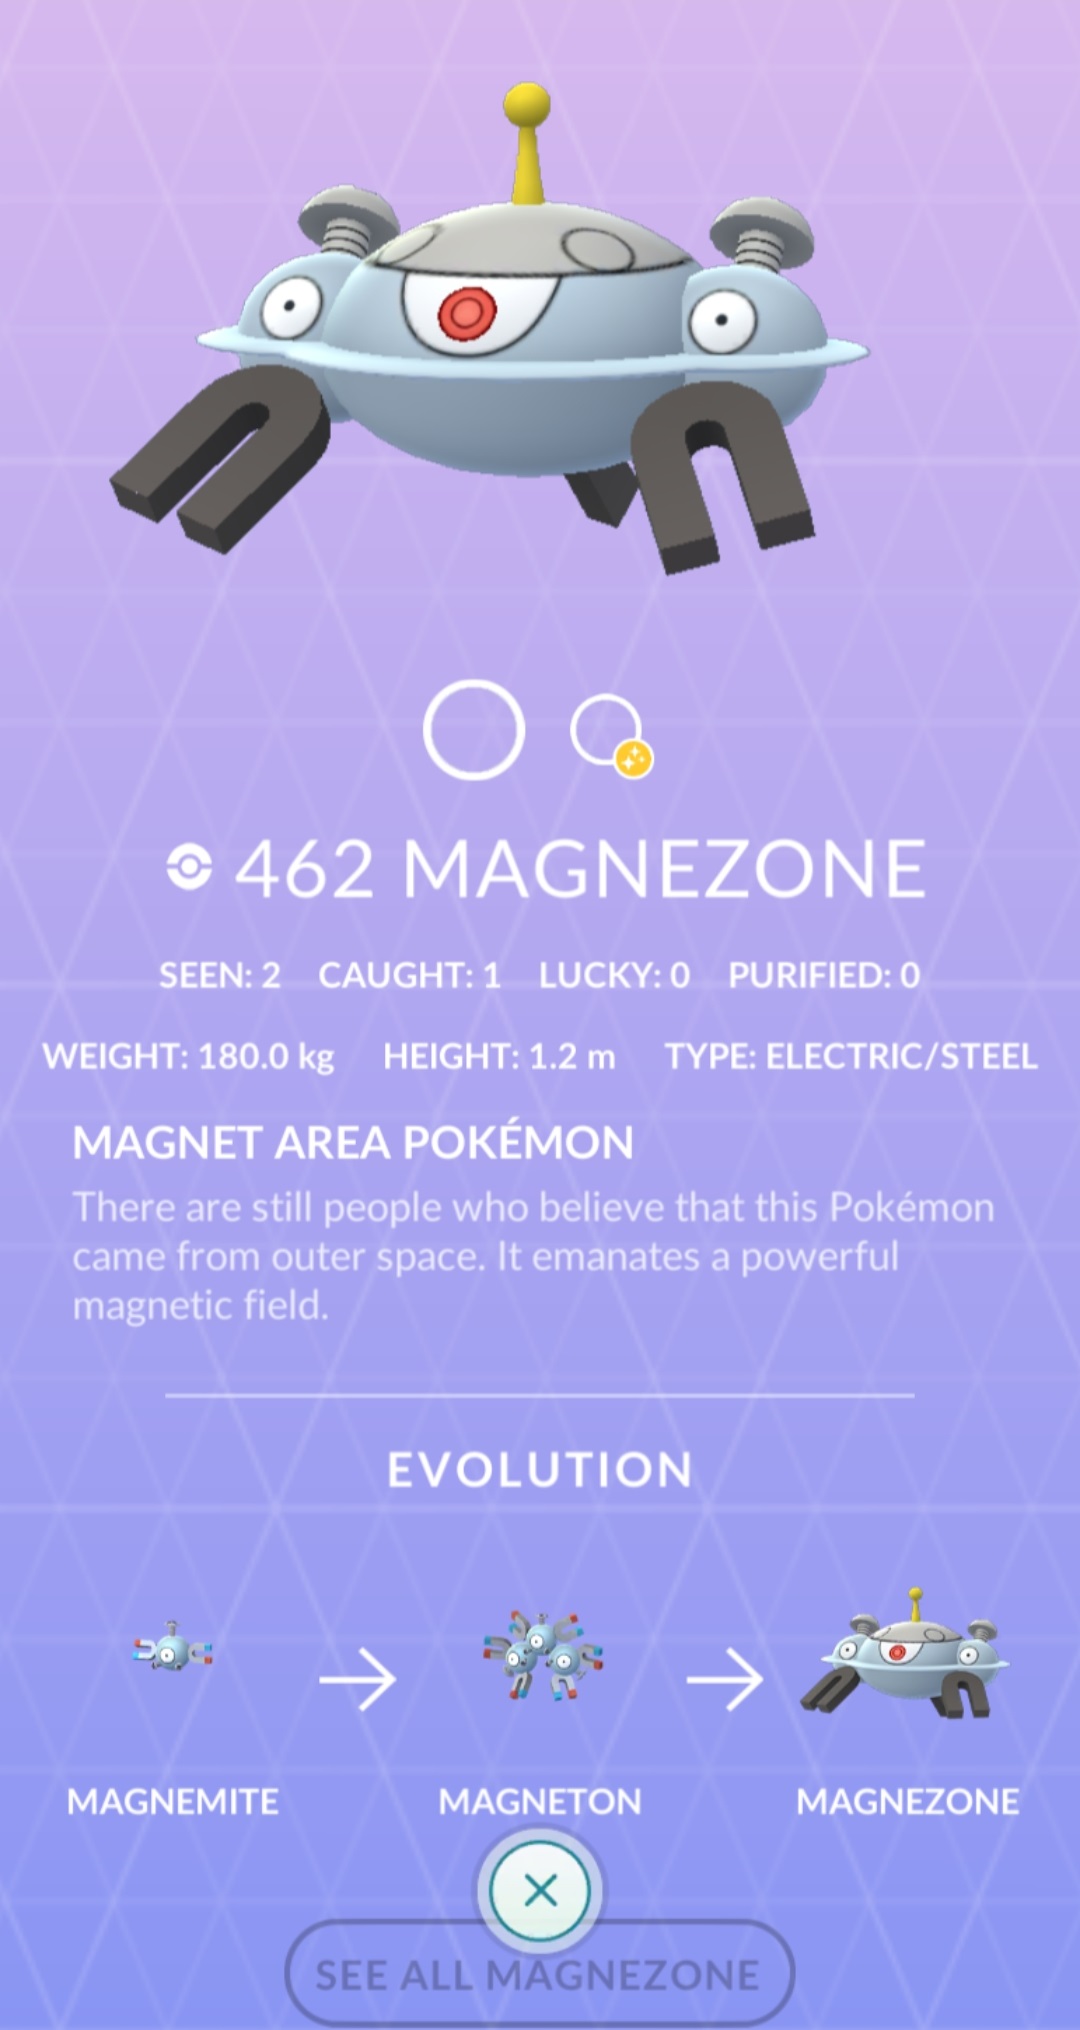 462 MAGNEZONE
SEEN: 2 CAUGHT: 1 LUCKY: 0 PURIFIED: 0
WEIGHT: 180.0 kg HEIGHT: 1.2 m TYPE: ELECTRIC/STEEL
MAGNET AREA POKÉMON
There are still people who believe that this Pokémon
came from outer space. It emanates a powerful
magnetic field.
EVOLUTION
MAGNEMITE MAGNETON MAGNEZONE
SEE ALL MAGNEZONE